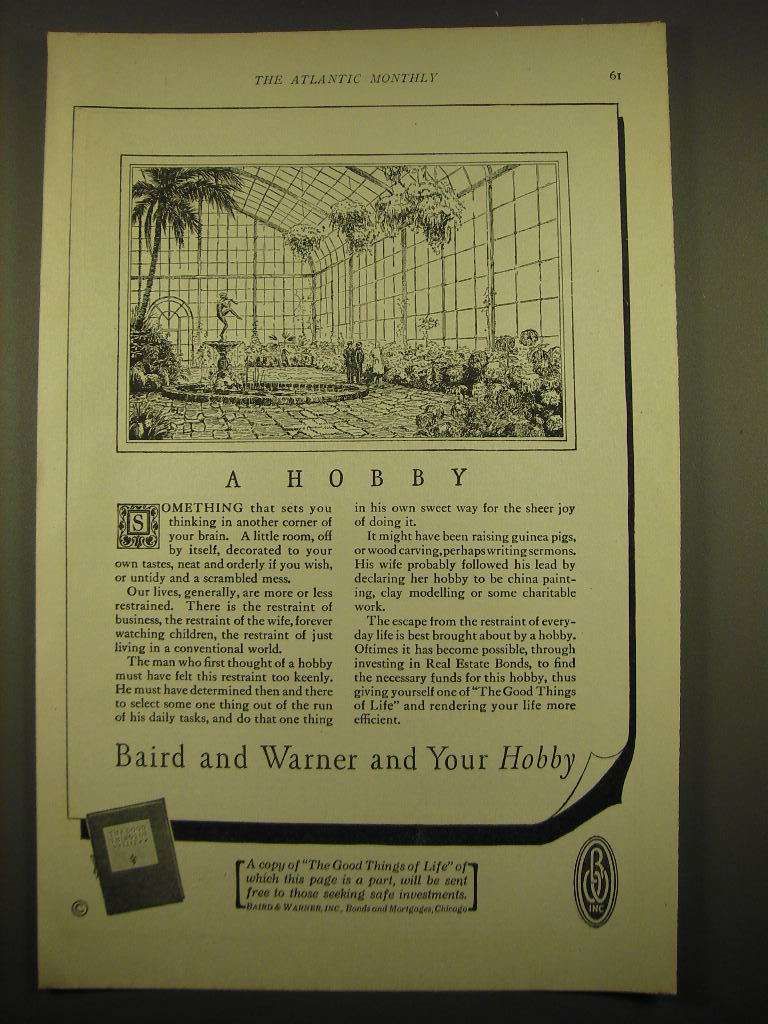 THE ATLANTIC MONTHLY 61
A HOBBY
SOMETHING that sets you
thinking in another corner of
your brain. A little room, off
by itself, decorated to your
own tastes, neat and orderly if you wish,
or untidy and a scrambled mess.
Our lives, generally, are more or less
restrained. There is the restraint of
business, the restraint of the wife, forever
watching children, the restraint of just
living in a conventional world.
The man who first thought of a hobby
must have felt this restraint too keenly.
He must have determined then and there
to select some one thing out of the run
of his daily tasks, and do that one thing
in his own sweet way for the sheer joy
of doing it.
It might have been raising guinea pigs,
or wood carving, perhaps writing sermons.
His wife probably followed his lead by
declaring her hobby to be china paint-
ing, clay modelling or some charitable
work.
The escape from the restraint of every-
day life is best brought about by a hobby.
Oftimes it has become possible, through
investing in Real Estate Bonds, to find
the necessary funds for this hobby, thus
giving yourself one of "The Good Things
of Life" and rendering your life more
efficient.
Baird and Warner and Your Hobby
THE GOOD
THINGS OF
©
A copy of "The Good Things of Life" of
which this page is a part, will be sent
free to those seeking safe investments.
BAIRD & WARNER, INC., Bonds and Mortgages, Chicago
B
W
INC